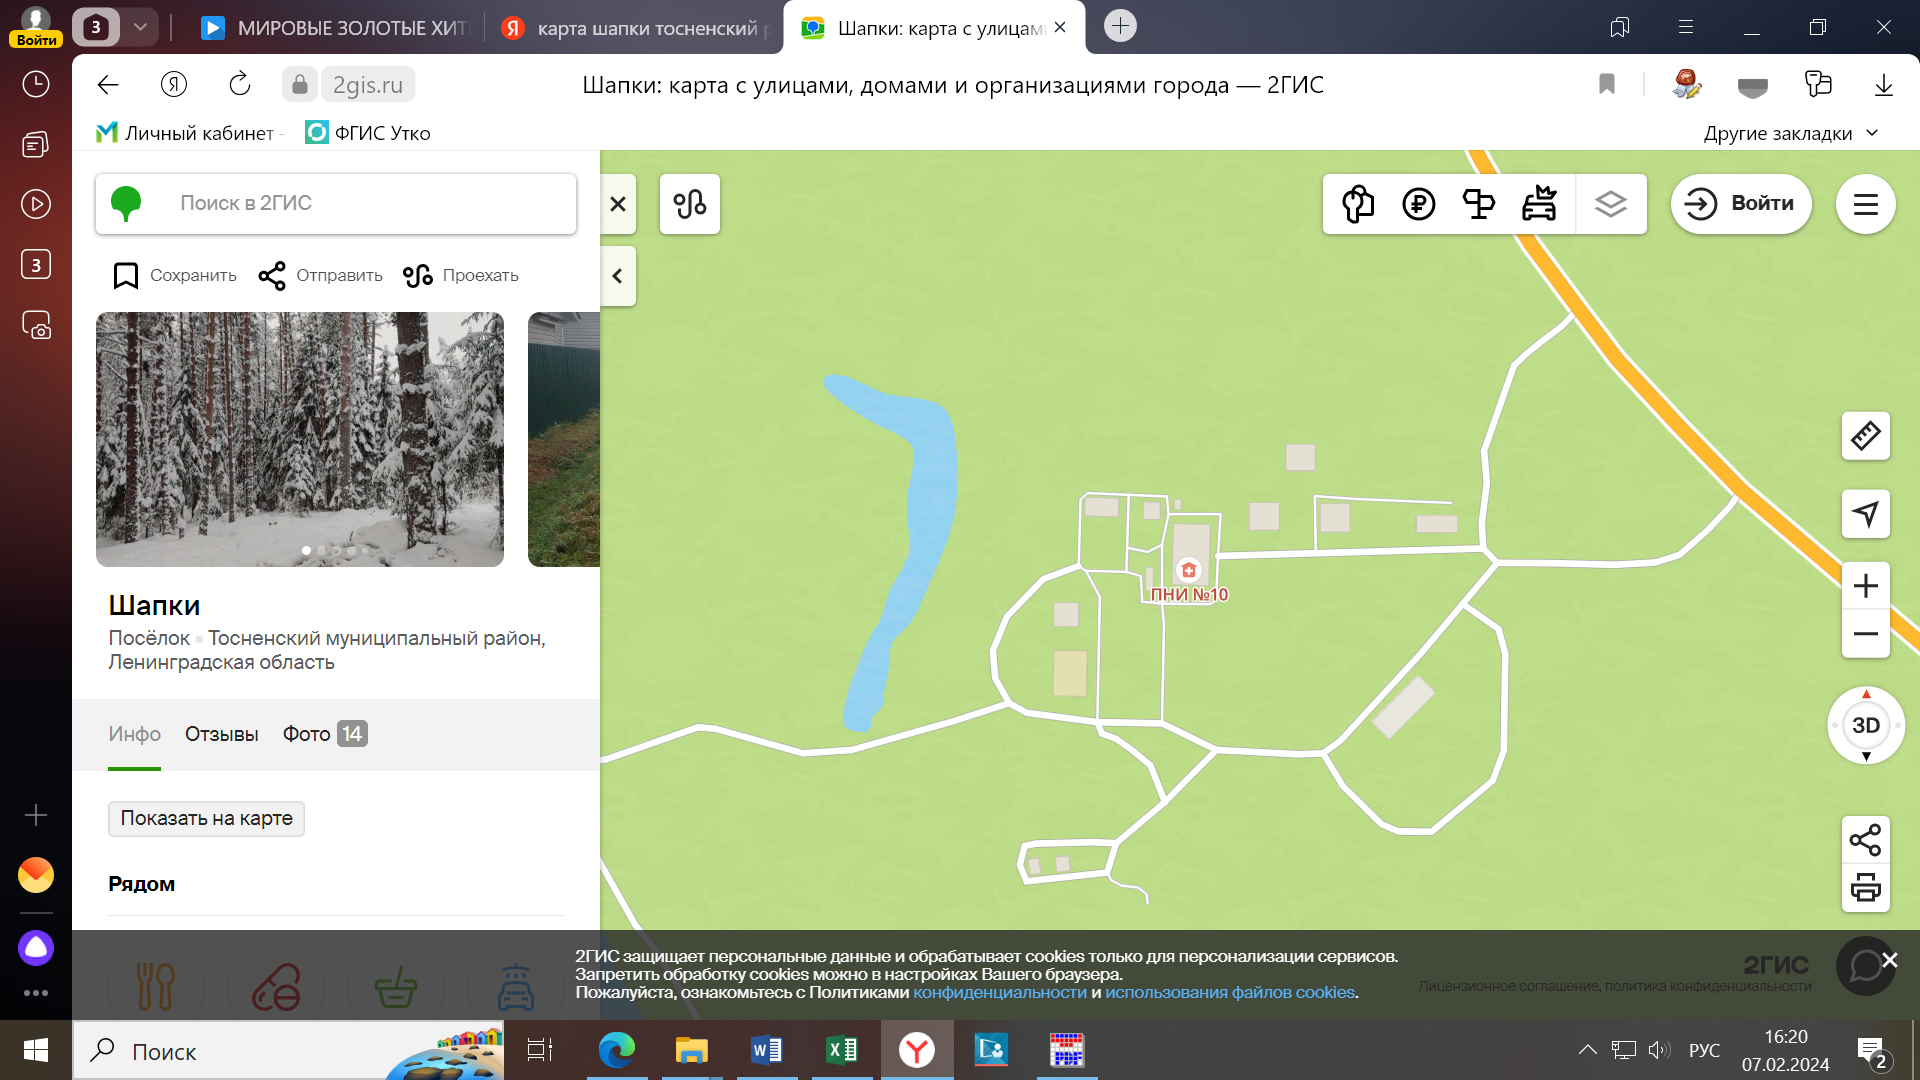 Войти
3
МИРОВЫЕ ЗОЛОТЫЕ ХИТ
Я карта шапки тосненский р
Шапки: карта с улицами
2gis.ru
Шапки: карта с улицами, домами и организациями города — 2ГИС
Личный кабинет -
ФГИС Утко
Другие закладки
3
Поиск в 2ГИС
Войти
Сохранить
Отправить
Проехать
Шапки
Посёлок • Тосненский муниципальный район,
Ленинградская область
Инфо
Отзывы
Фото 14
Показать на карте
Рядом
ПНИ №10
3D
2ГИС защищает персональные данные и обрабатывает cookies только для персонализации сервисов.
Запретить обработку cookies можно в настройках Вашего браузера.
Пожалуйста, ознакомьтесь с Политиками конфиденциальности и использования файлов cookies.
2ГИС
Лицензионное соглашение, политика конфиденциальности
Поиск
РУС
16:20
07.02.2024
2